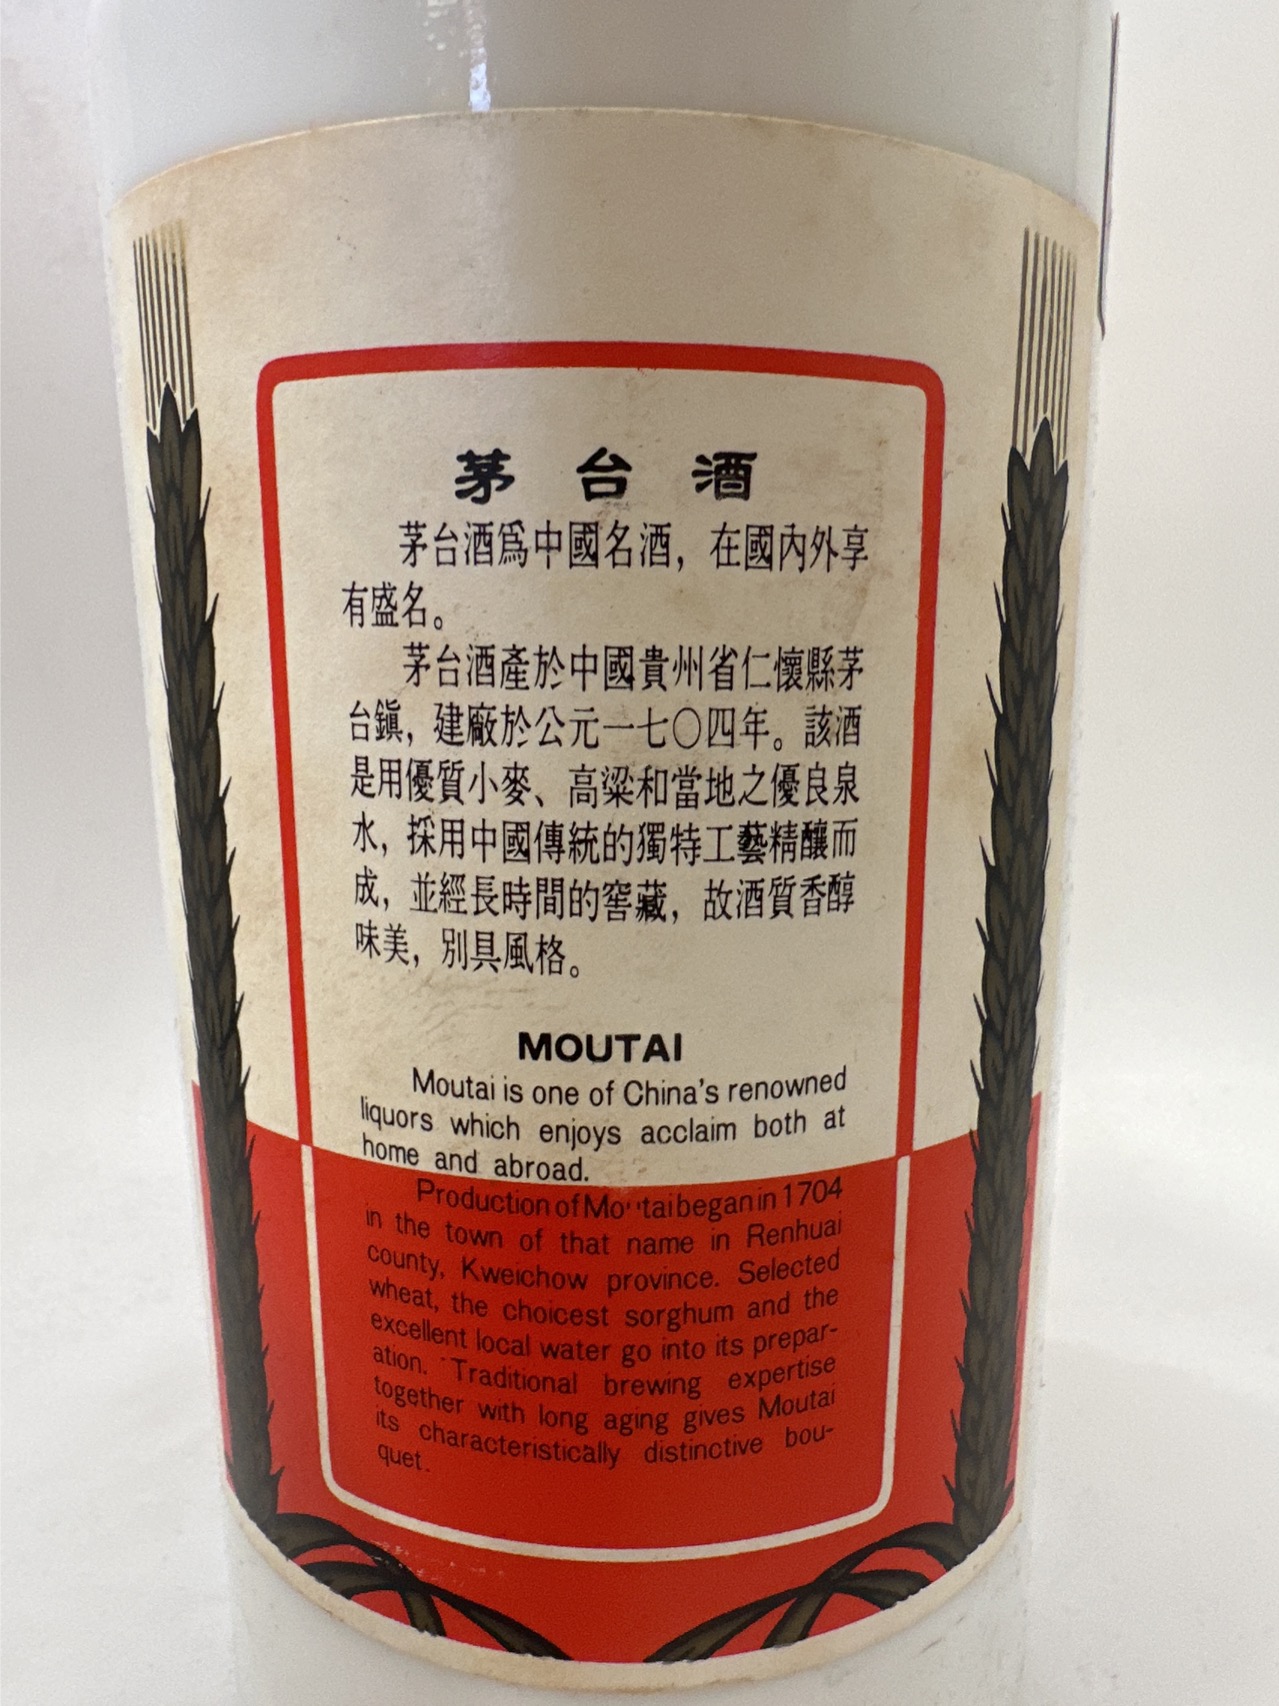 茅台酒
茅台酒爲中國名酒，在國內外享
有盛名。
茅台酒產於中國貴州省仁懷縣茅
台鎭，建廠於公元一七〇四年。該酒
是用優質小麥、高粱和當地之優良泉
水，採用中國傳統的獨特工藝精釀而
成，並經長時間的窖藏，故酒質香醇
味美，別具風格。
MOUTAI
Moutai is one of China's renowned
liquors which enjoys acclaim both at
home and abroad.
Production of Moutai began in 1704
in the town of that name in Renhuai
county, Kweichow province. Selected
wheat, the choicest sorghum and the
excellent local water go into its prepar-
ation. Traditional brewing expertise
together with long aging gives Moutai
its characteristically distinctive bou-
quet.